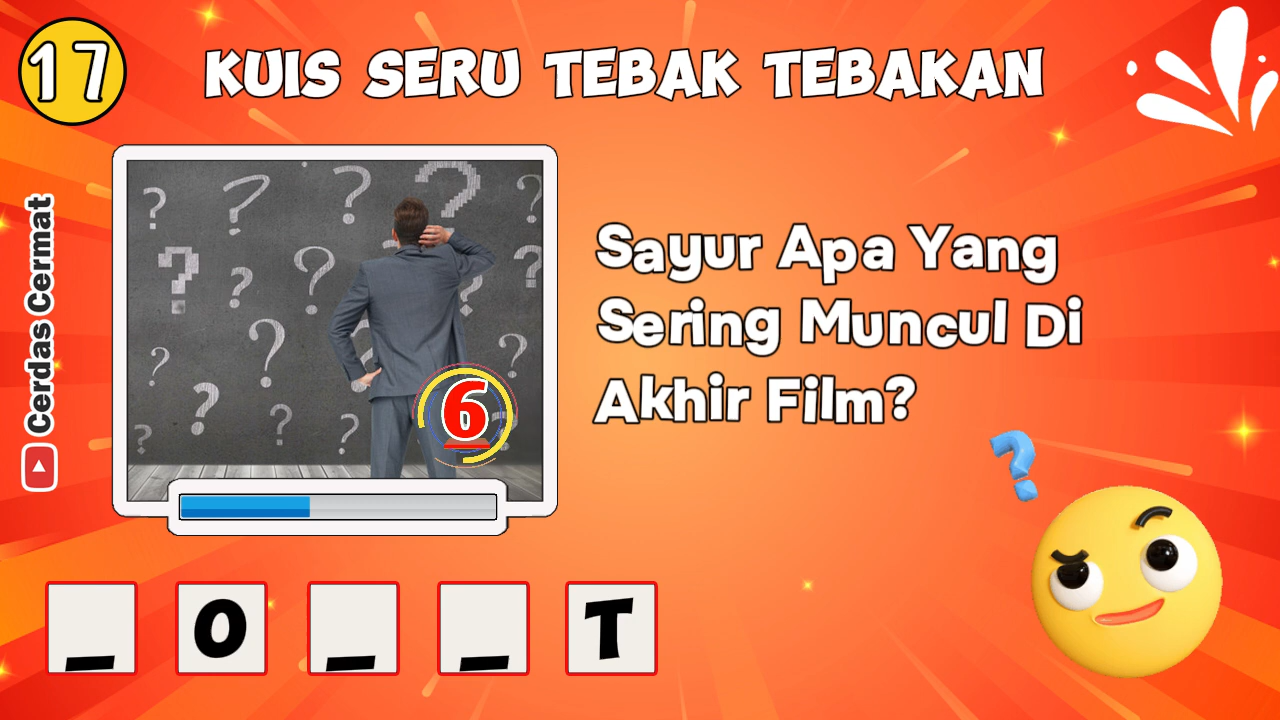 17
KUIS SERU TEBAK TEBAKAN
Cerdas Cermat
Sayur Apa Yang
Sering Muncul Di
Akhir Film?
6
_ O _ _ T